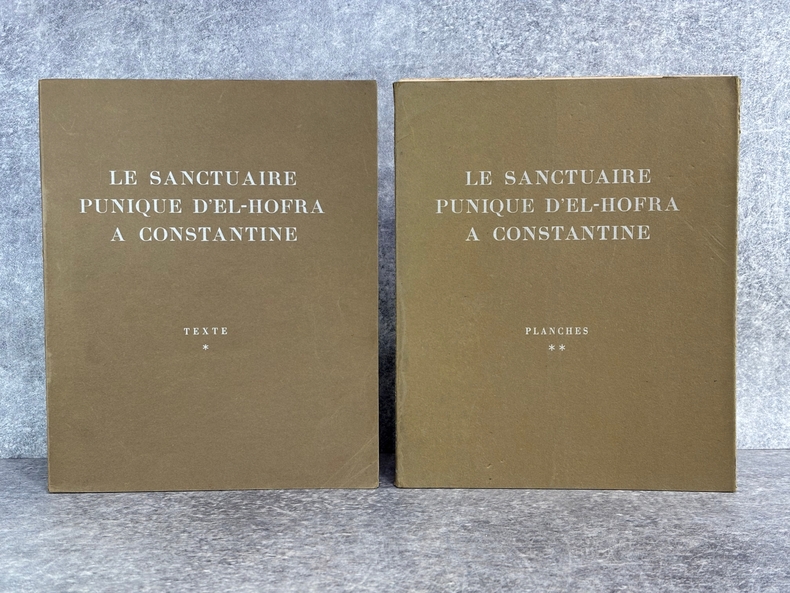 LE SANCTUAIRE
PUNIQUE D'EL-HOFRA
A CONSTANTINE
TEXTE
*
LE SANCTUAIRE
PUNIQUE D'EL-HOFRA
A CONSTANTINE
PLANCHES
**